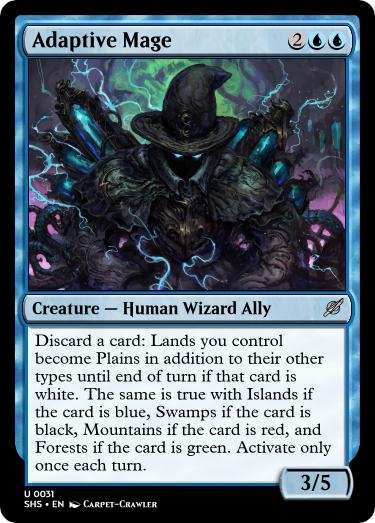 Adaptive Mage 2
Creature — Human Wizard Ally
Discard a card: Lands you control
become Plains in addition to their other
types until end of turn if that card is
white. The same is true with Islands if
the card is blue, Swamps if the card is
black, Mountains if the card is red, and
Forests if the card is green. Activate only
once each turn.
3/5
U 0031
SHS • EN Carpet-Crawler